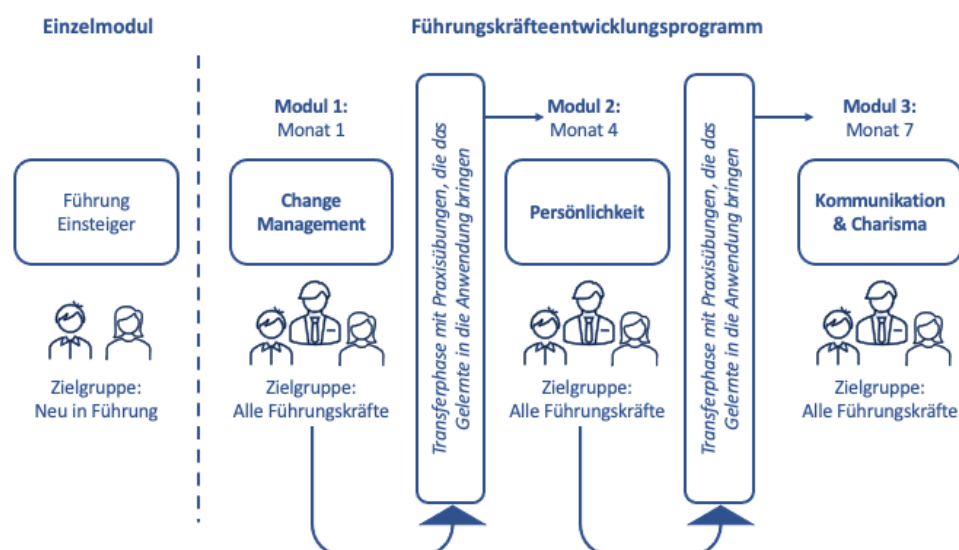 Einzelmodul
Führungskräfteentwicklungsprogramm
Führung
Einsteiger
Zielgruppe:
Neu in Führung
Modul 1:
Monat 1
Change
Management
Zielgruppe:
Alle Führungskräfte
Transferphase mit Praxisübungen, die das
Gelernte in die Anwendung bringen
Modul 2:
Monat 4
Persönlichkeit
Zielgruppe:
Alle Führungskräfte
Transferphase mit Praxisübungen, die das
Gelernte in die Anwendung bringen
Modul 3:
Monat 7
Kommunikation
& Charisma
Zielgruppe:
Alle Führungskräfte